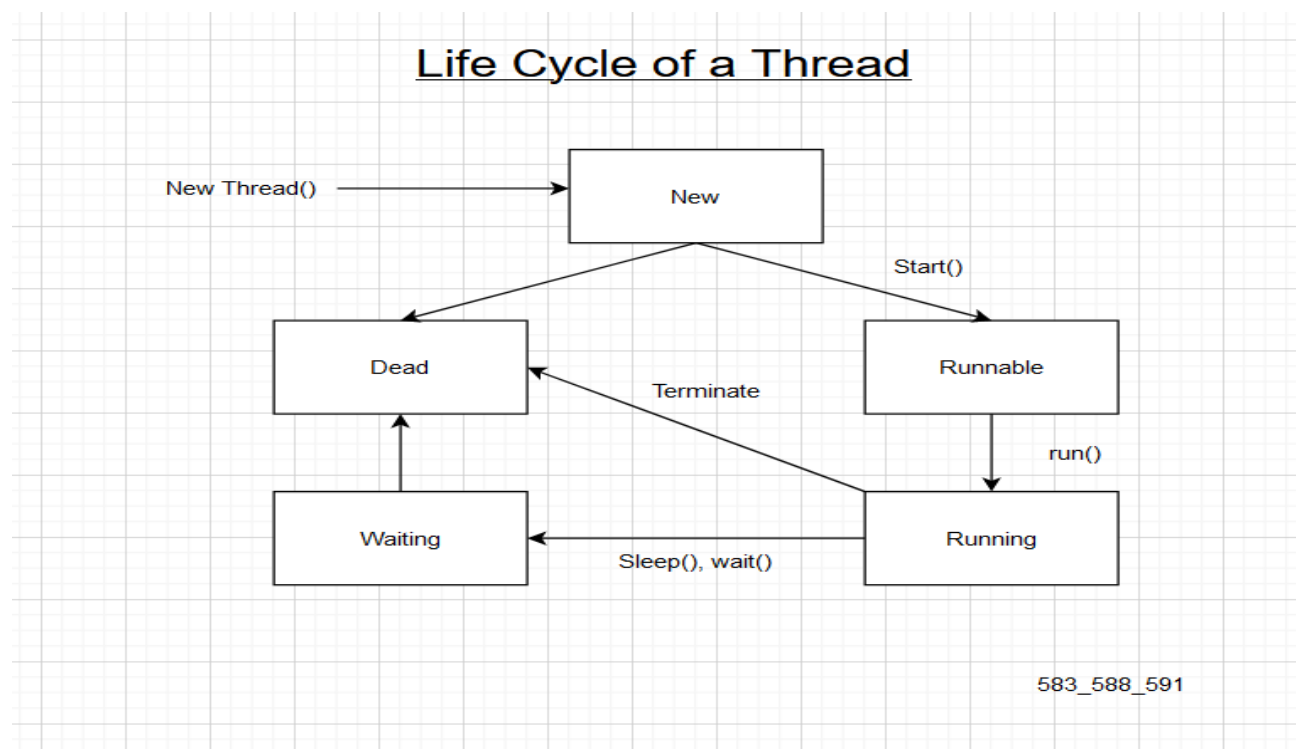 Life Cycle of a Thread
New Thread()
New
Start()
Dead
Runnable
Terminate
run()
Waiting
Running
Sleep(), wait()
583_588_591